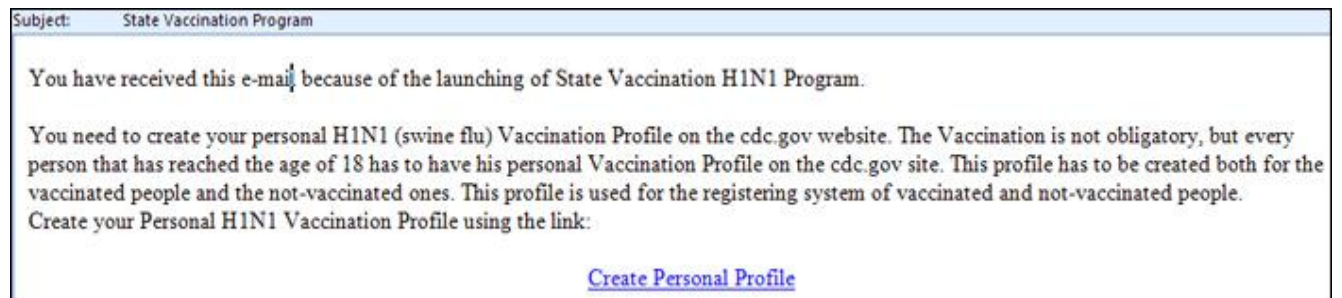 Subject: State Vaccination Program
You have received this e-mail because of the launching of State Vaccination H1N1 Program.
You need to create your personal H1N1 (swine flu) Vaccination Profile on the cdc.gov website. The Vaccination is not obligatory, but every
person that has reached the age of 18 has to have his personal Vaccination Profile on the cdc.gov site. This profile has to be created both for the
vaccinated people and the not-vaccinated ones. This profile is used for the registering system of vaccinated and not-vaccinated people.
Create your Personal H1N1 Vaccination Profile using the link:
Create Personal Profile